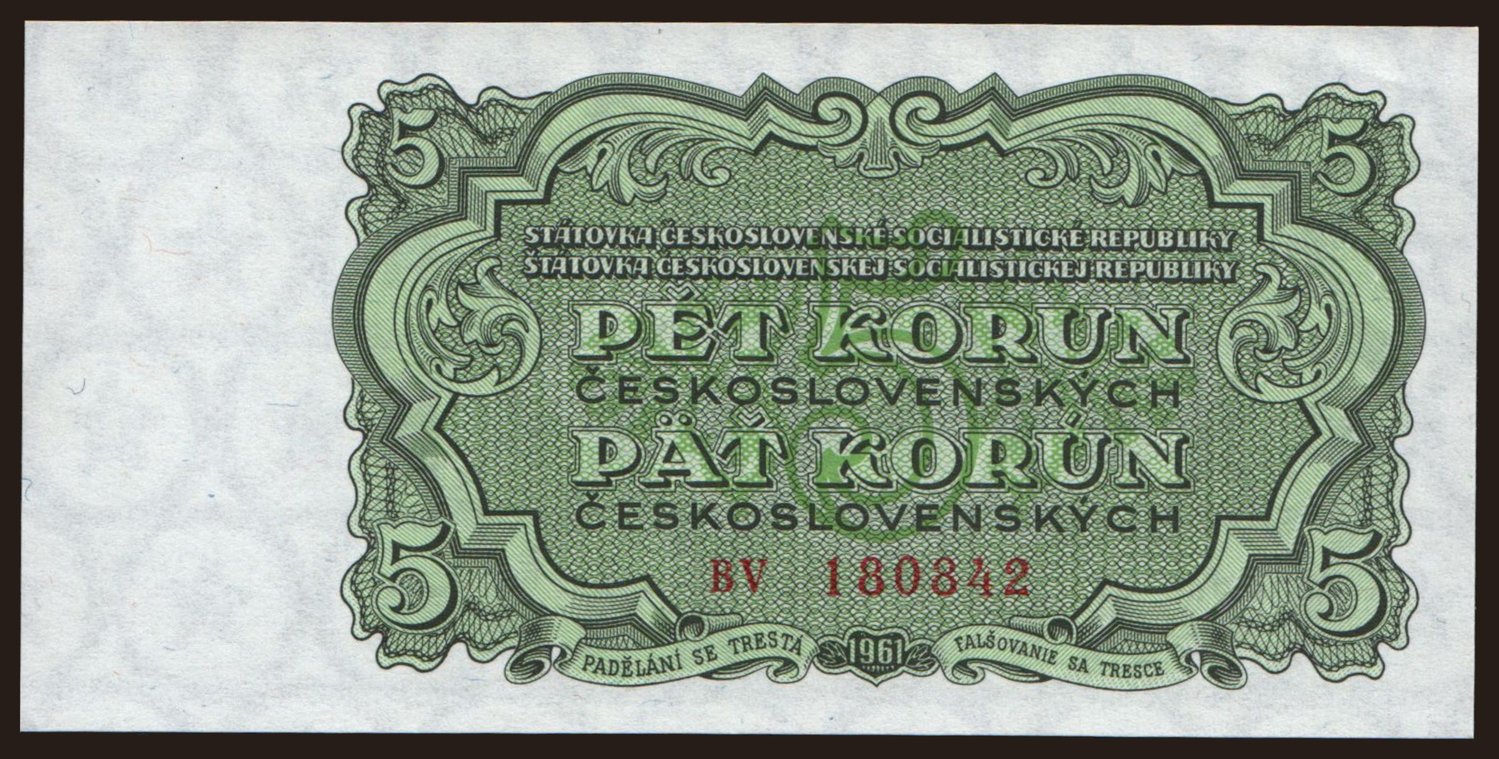 5 5
STÁTOVKA ČESKOSLOVENSKÉ SOCIALISTICKÉ REPUBLIKY
ŠTÁTOVKA ČESKOSLOVENSKEJ SOCIALISTICKEJ REPUBLIKY
PĚT KORUN
ČESKOSLOVENSKÝCH
PÄŤ KORÚN
ČESKOSLOVENSKÝCH
5 5
BV 180842
PADĚLÁNÍ SE TRESTÁ 1961 FALŠOVANIE SA TRESCE